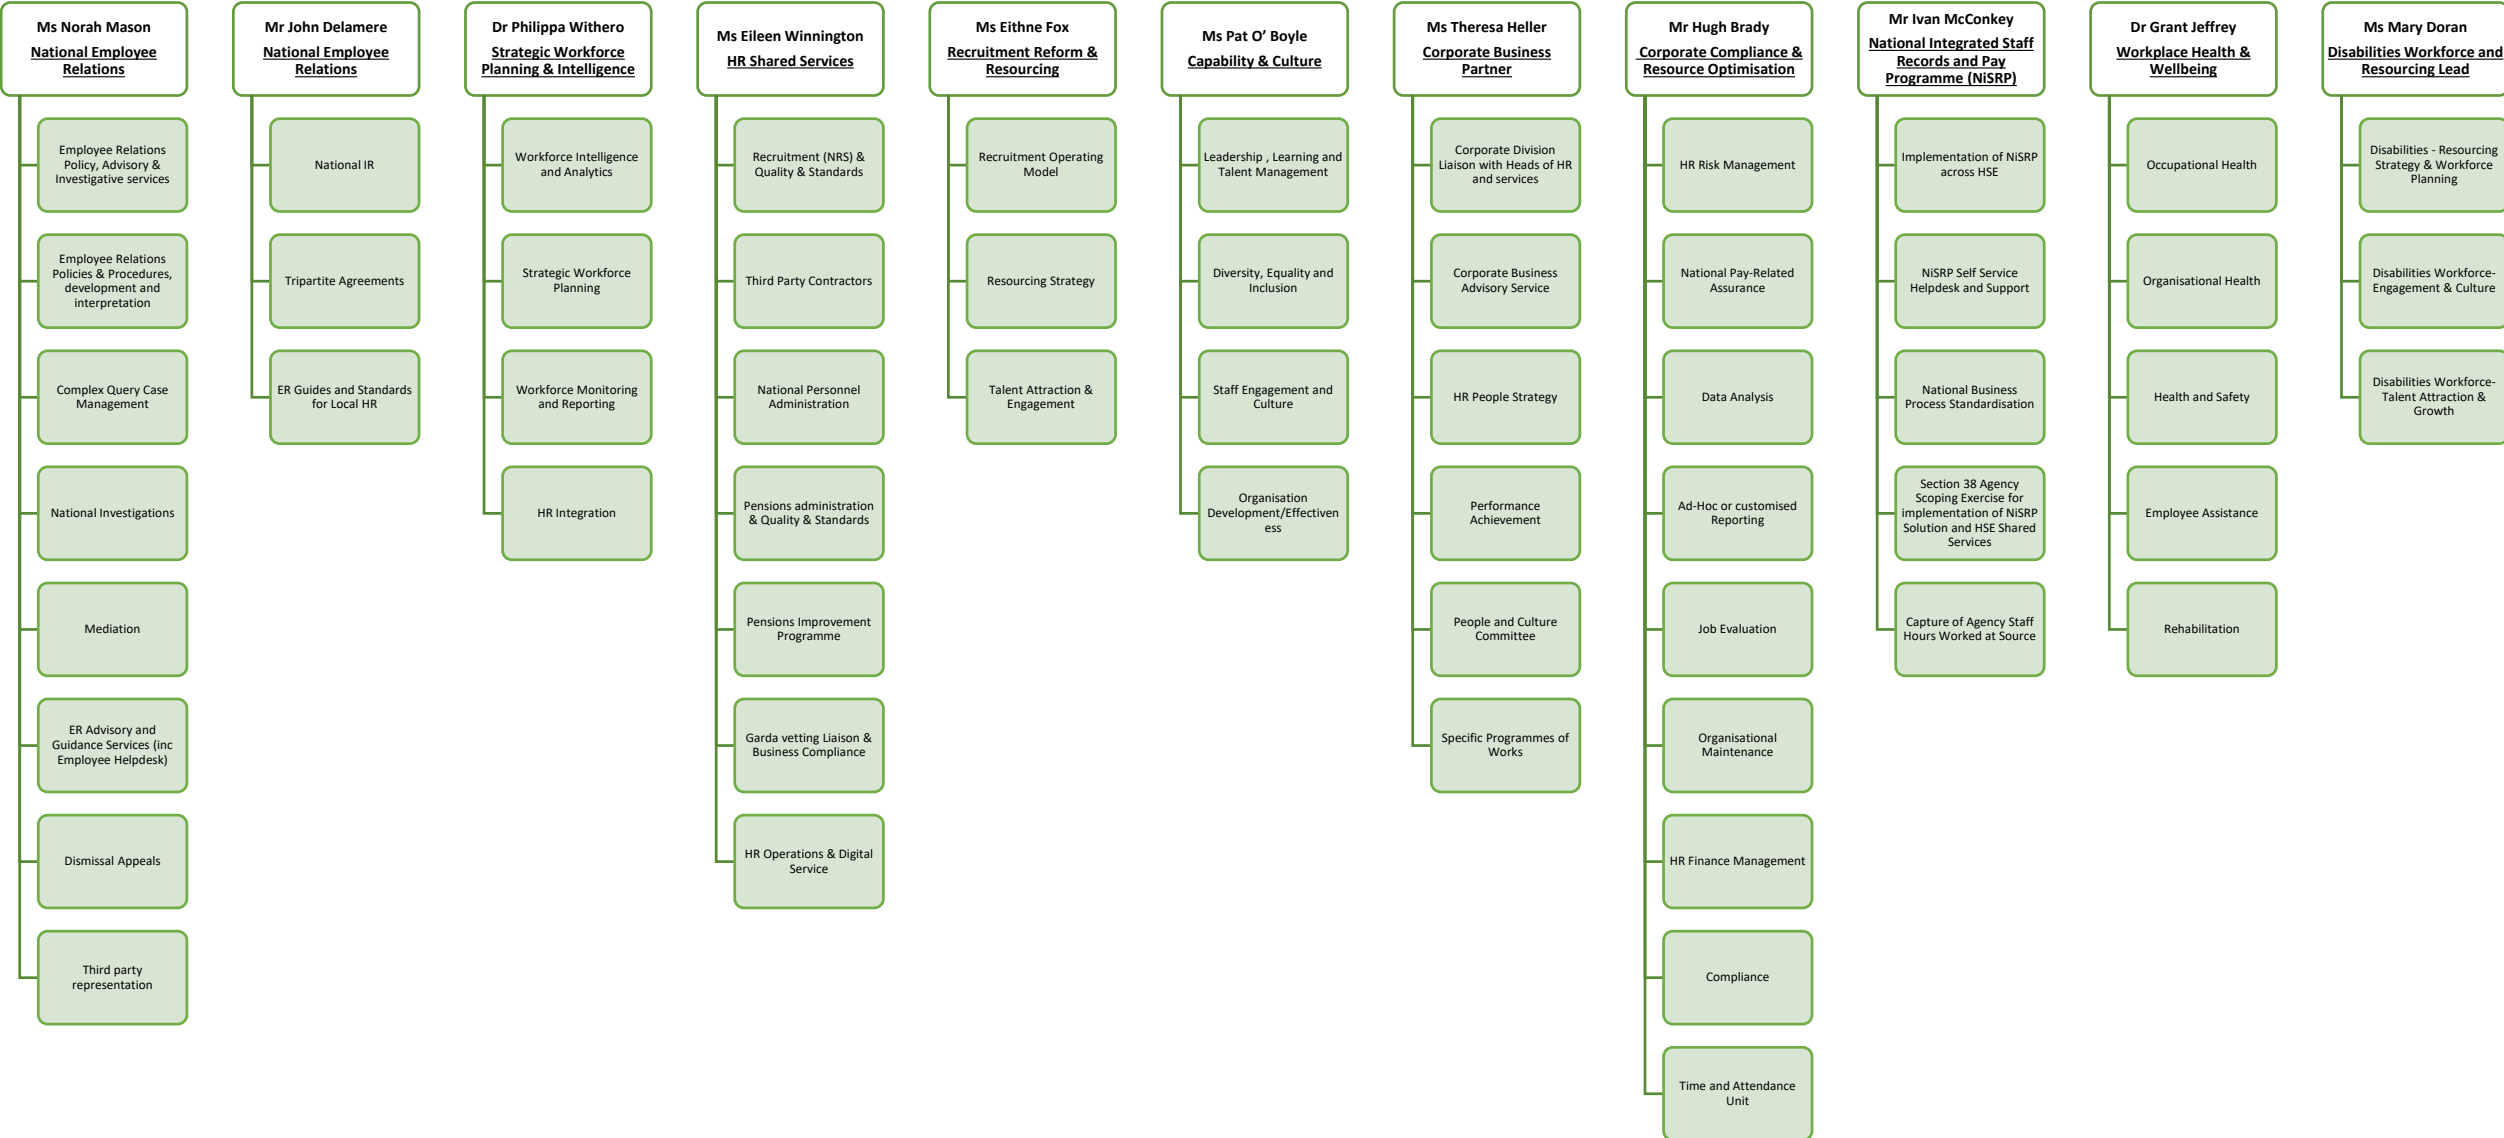 Ms Norah Mason
National Employee
Relations
Employee Relations
Policy, Advisory &
Investigative services
Employee Relations
Policies & Procedures,
development and
interpretation
Complex Query Case
Management
National Investigations
Mediation
ER Advisory and
Guidance Services (inc
Employee Helpdesk)
Dismissal Appeals
Third party
representation
Mr John Delamere
National Employee
Relations
National IR
Tripartite Agreements
ER Guides and Standards
for Local HR
Dr Philippa Withero
Strategic Workforce
Planning & Intelligence
Workforce Intelligence
and Analytics
Strategic Workforce
Planning
Workforce Monitoring
and Reporting
HR Integration
Ms Eileen Winnington
HR Shared Services
Recruitment (NRS) &
Quality & Standards
Third Party Contractors
National Personnel
Administration
Pensions administration
& Quality & Standards
Pensions Improvement
Programme
Garda vetting Liaison &
Business Compliance
HR Operations & Digital
Service
Ms Eithne Fox
Recruitment Reform &
Resourcing
Recruitment Operating
Model
Resourcing Strategy
Talent Attraction &
Engagement
Ms Pat O’ Boyle
Capability & Culture
Leadership , Learning and
Talent Management
Diversity, Equality and
Inclusion
Staff Engagement and
Culture
Organisation
Development/Effectiven
ess
Ms Theresa Heller
Corporate Business
Partner
Corporate Division
Liaison with Heads of HR
and services
Corporate Business
Advisory Service
HR People Strategy
Performance
Achievement
People and Culture
Committee
Specific Programmes of
Works
Mr Hugh Brady
Corporate Compliance &
Resource Optimisation
HR Risk Management
National Pay-Related
Assurance
Data Analysis
Ad-Hoc or customised
Reporting
Job Evaluation
Organisational
Maintenance
HR Finance Management
Compliance
Time and Attendance
Unit
Mr Ivan McConkey
National Integrated Staff
Records and Pay
Programme (NiSRP)
Implementation of NiSRP
across HSE
NiSRP Self Service
Helpdesk and Support
National Business
Process Standardisation
Section 38 Agency
Scoping Exercise for
implementation of NiSRP
Solution and HSE Shared
Services
Capture of Agency Staff
Hours Worked at Source
Dr Grant Jeffrey
Workplace Health &
Wellbeing
Occupational Health
Organisational Health
Health and Safety
Employee Assistance
Rehabilitation
Ms Mary Doran
Disabilities Workforce and
Resourcing Lead
Disabilities - Resourcing
Strategy & Workforce
Planning
Disabilities Workforce-
Engagement & Culture
Disabilities Workforce-
Talent Attraction &
Growth